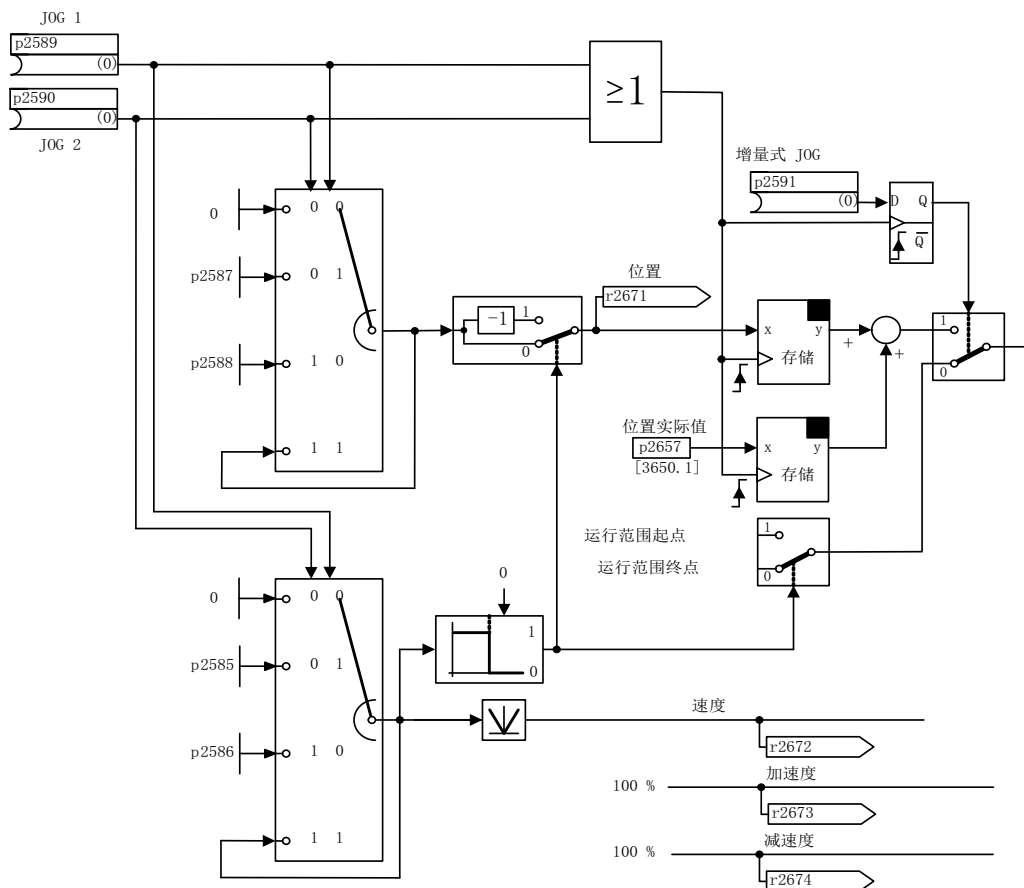 JOG 1
p2589
(0)
p2590
(0)
JOG 2
≥1
增量式 JOG
p2591
(0)
D Q
Q̅
0
0 0
p2587
0 1
p2588
1 0
1 1
-1
1
0
位置
r2671
x y
存储
+
+
1
0
位置实际值
p2657
[3650.1]
x y
存储
运行范围起点
运行范围终点
1
0
0
0 0
p2585
0 1
p2586
1 0
1 1
0
1
0
速度
r2672
100 %
加速度
r2673
100 %
减速度
r2674